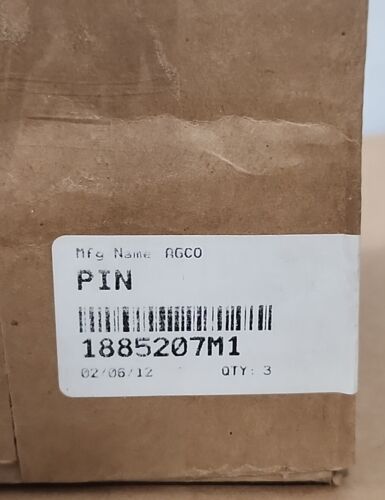 Mfg Name AGCO
PIN
1885207M1
02/06/12 QTY: 3